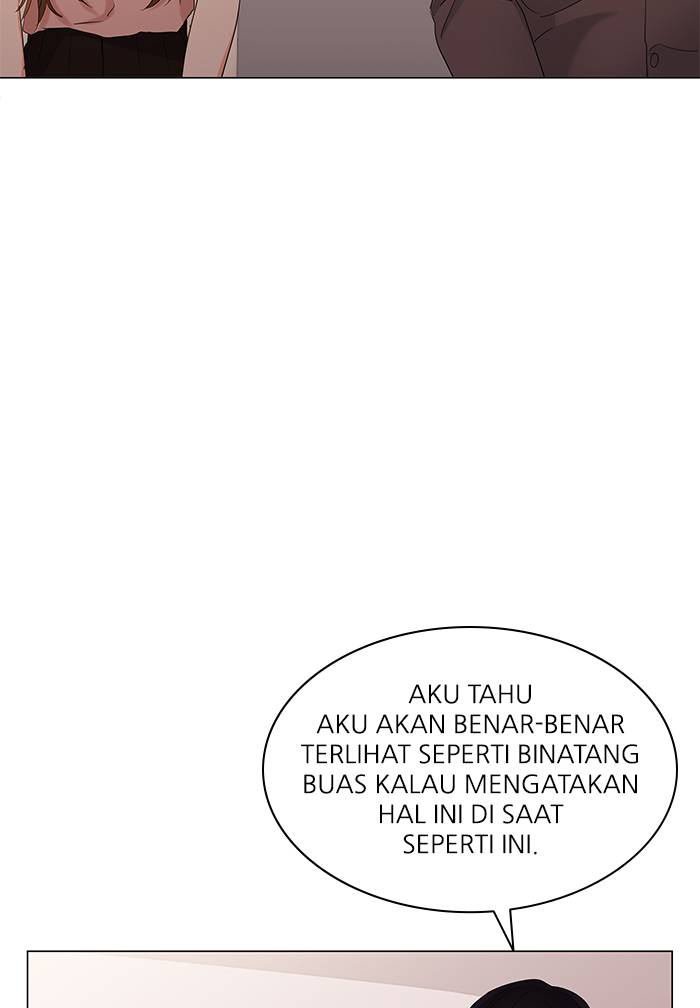 AKU TAHU
AKU AKAN BENAR-BENAR
TERLIHAT SEPERTI BINATANG
BUAS KALAU MENGATAKAN
HAL INI DI SAAT
SEPERTI INI.